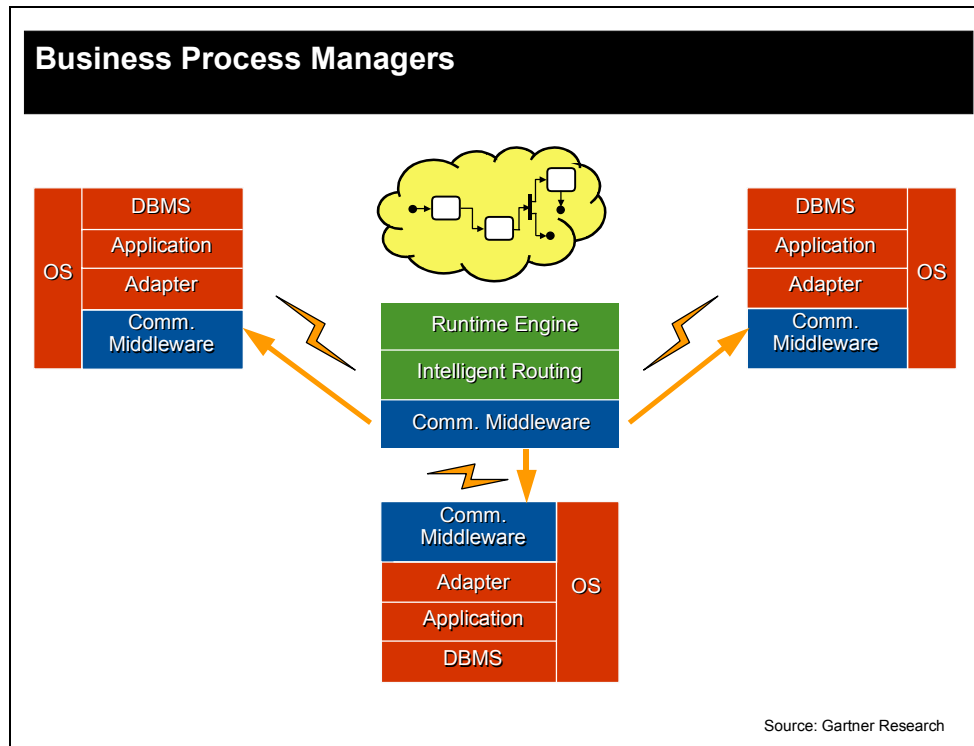 Business Process Managers
DBMS
Application
Adapter
Comm.
Middleware
OS
Runtime Engine
Intelligent Routing
Comm. Middleware
DBMS
Application
Adapter
Comm.
Middleware
OS
Comm.
Middleware
Adapter
Application
DBMS
OS
Source: Gartner Research